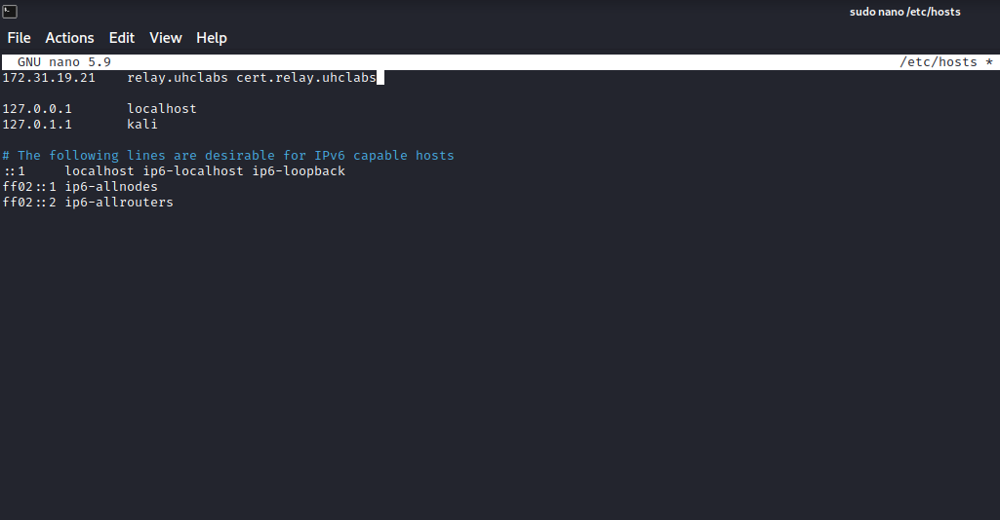 sudo nano /etc/hosts
File Actions Edit View Help
GNU nano 5.9 /etc/hosts *
172.31.19.21 relay.uhclabs cert.relay.uhclabs
127.0.0.1 localhost
127.0.1.1 kali
# The following lines are desirable for IPv6 capable hosts
::1 localhost ip6-localhost ip6-loopback
ff02::1 ip6-allnodes
ff02::2 ip6-allrouters